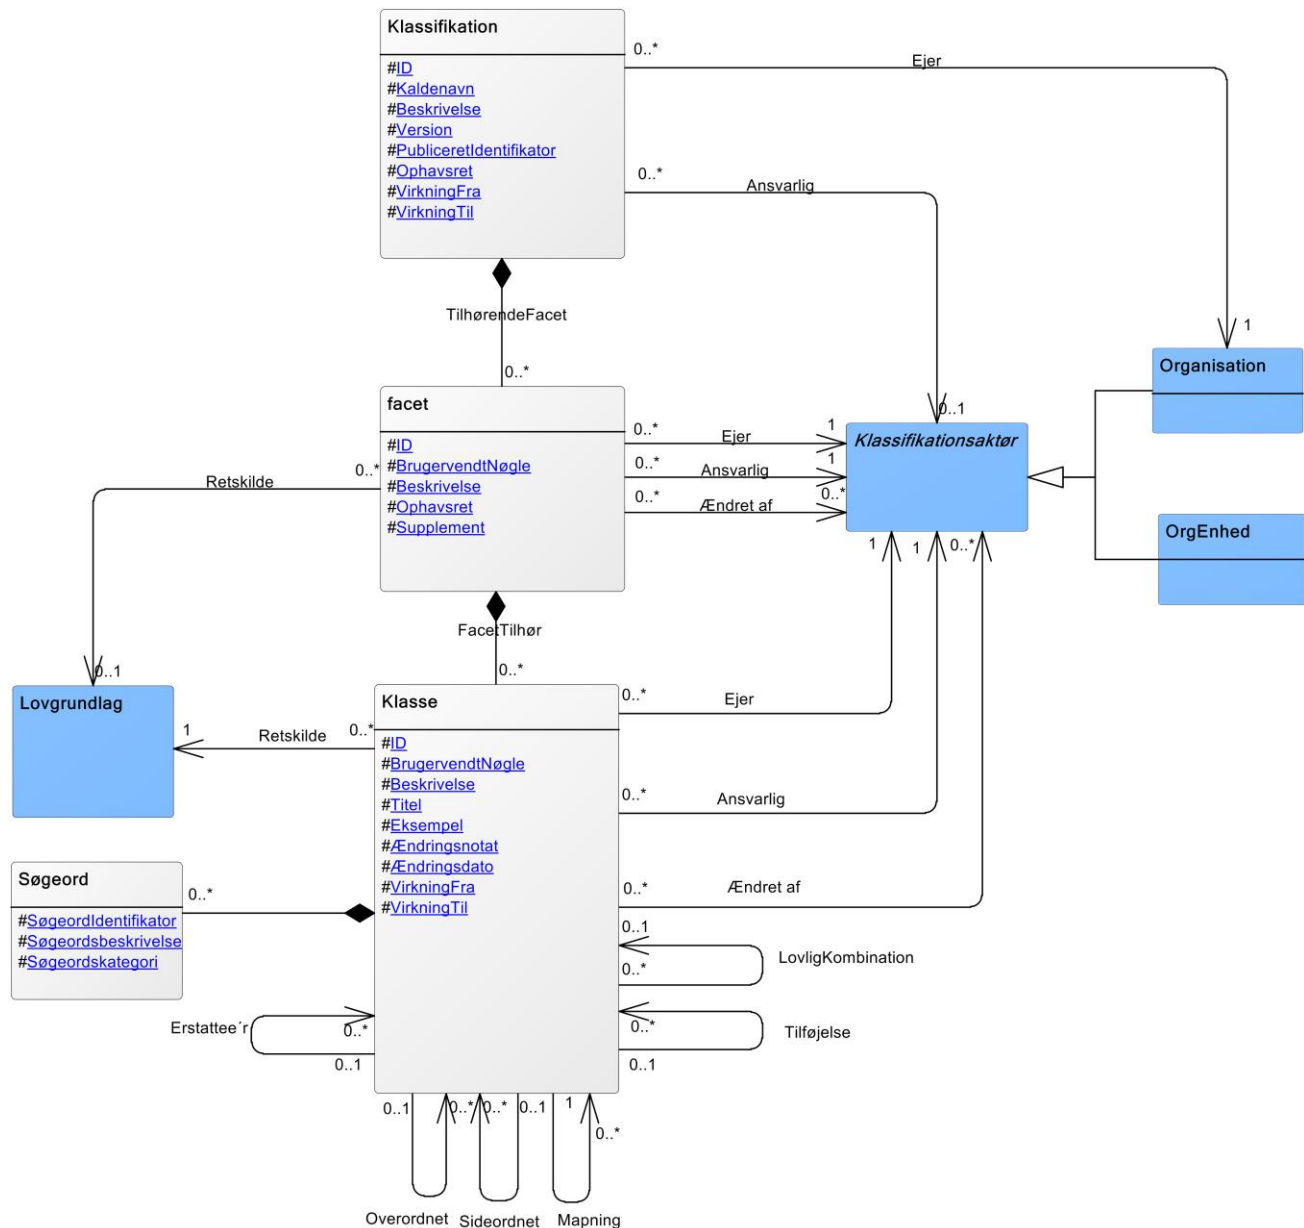 Klassifikation
#ID
#Kaldenavn
#Beskrivelse
#Version
#PubliceretIdentifikator
#Ophavsret
#VirkningFra
#VirkningTil
0..*
Ejer
1
0..*
Ansvarlig
0..1
TilhørendeFacet
0..*
Organisation
OrgEnhed
Klassifikationsaktør
facet
#ID
#BrugervendtNøgle
#Beskrivelse
#Ophavsret
#Supplement
0..*
Ejer
1
0..*
Ansvarlig
1
0..*
Ændret af
0..*
0..*
Retskilde
0..1
FacetTilhør
0..*
Lovgrundlag
1
Retskilde
0..*
Klasse
#ID
#BrugervendtNøgle
#Beskrivelse
#Titel
#Eksempel
#Ændringsnotat
#Ændringsdato
#VirkningFra
#VirkningTil
0..*
Ejer
1
0..*
Ansvarlig
1
0..*
Ændret af
0..*
Søgeord
#SøgeordIdentifikator
#Søgeordsbeskrivelse
#Søgeordskategori
0..*
0..1
LovligKombination
0..*
0..*
Tilføjelse
0..1
Erstattee´r
0..*
0..1
0..1
0..*
0..*
0..1
1
0..*
Overordnet
Sideordnet
Mapning